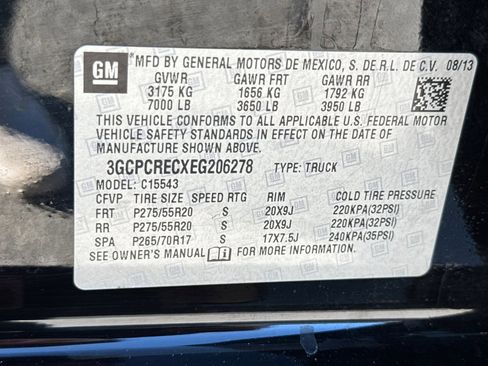 GM
*MFD BY GENERAL MOTORS DE MEXICO, S. DE R.L. DE C.V. 08/13
GVWR GAWR FRT GAWR RR
3175 KG 1656 KG 1792 KG
7000 LB 3650 LB 3950 LB
THIS VEHICLE CONFORMS TO ALL APPLICABLE U.S. FEDERAL MOTOR
VEHICLE SAFETY STANDARDS IN EFFECT ON THE DATE OF
MANUFACTURE SHOWN ABOVE.
3GCPCRECXEG206278 TYPE: TRUCK
MODEL: C15543
CFVP TIRE SIZE SPEED RTG RIM COLD TIRE PRESSURE
FRT P275/55R20 S 20X9J 220KPA(32PSI)
RR P275/55R20 S 20X9J 220KPA(32PSI)
SPA P265/70R17 S 17X7.5J 240KPA(35PSI)
SEE OWNER'S MANUAL FOR MORE INFORMATION.